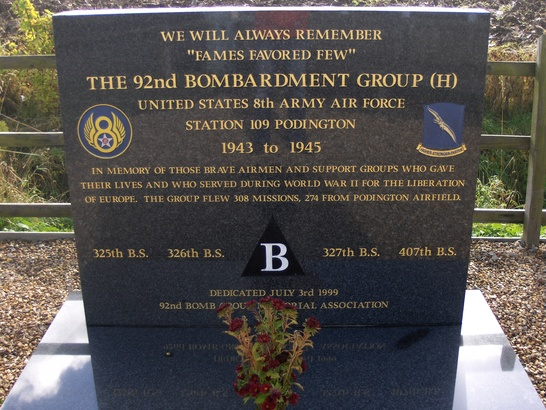 WE WILL ALWAYS REMEMBER
"FAMES FAVORED FEW"
THE 92nd BOMBARDMENT GROUP (H)
UNITED STATES 8th ARMY AIR FORCE
STATION 109 PODINGTON
1943 to 1945
IN MEMORY OF THOSE BRAVE AIRMEN AND SUPPORT GROUPS WHO GAVE
THEIR LIVES AND WHO SERVED DURING WORLD WAR II FOR THE LIBERATION
OF EUROPE. THE GROUP FLEW 308 MISSIONS, 274 FROM PODINGTON AIRFIELD.
325th B.S. 326th B.S. B 327th B.S. 407th B.S.
DEDICATED JULY 3rd 1999
92nd BOMB ASSOCIATION